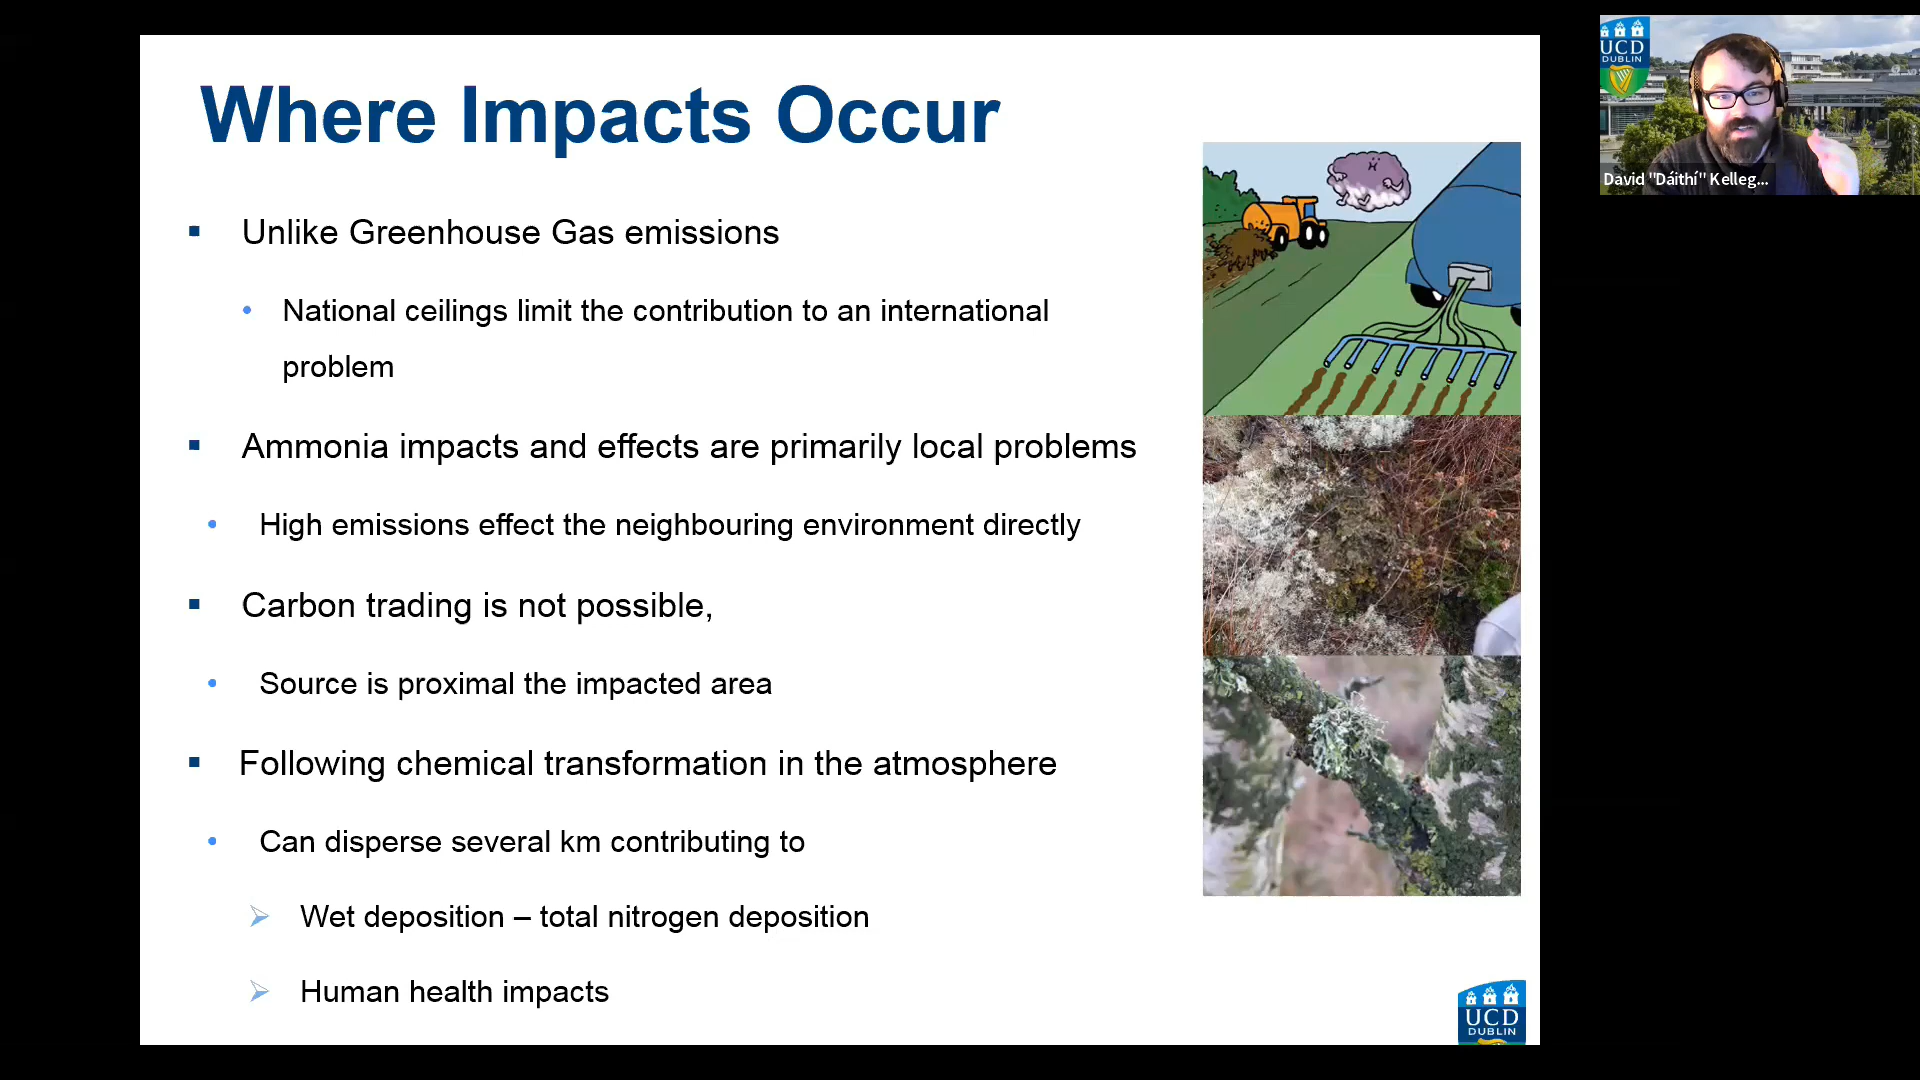 Where Impacts Occur
Unlike Greenhouse Gas emissions
National ceilings limit the contribution to an international
problem
Ammonia impacts and effects are primarily local problems
High emissions effect the neighbouring environment directly
Carbon trading is not possible,
Source is proximal the impacted area
Following chemical transformation in the atmosphere
Can disperse several km contributing to
Wet deposition – total nitrogen deposition
Human health impacts
UCD
DUBLIN
UCD
DUBLIN
David "Dáithí" Kelleg...